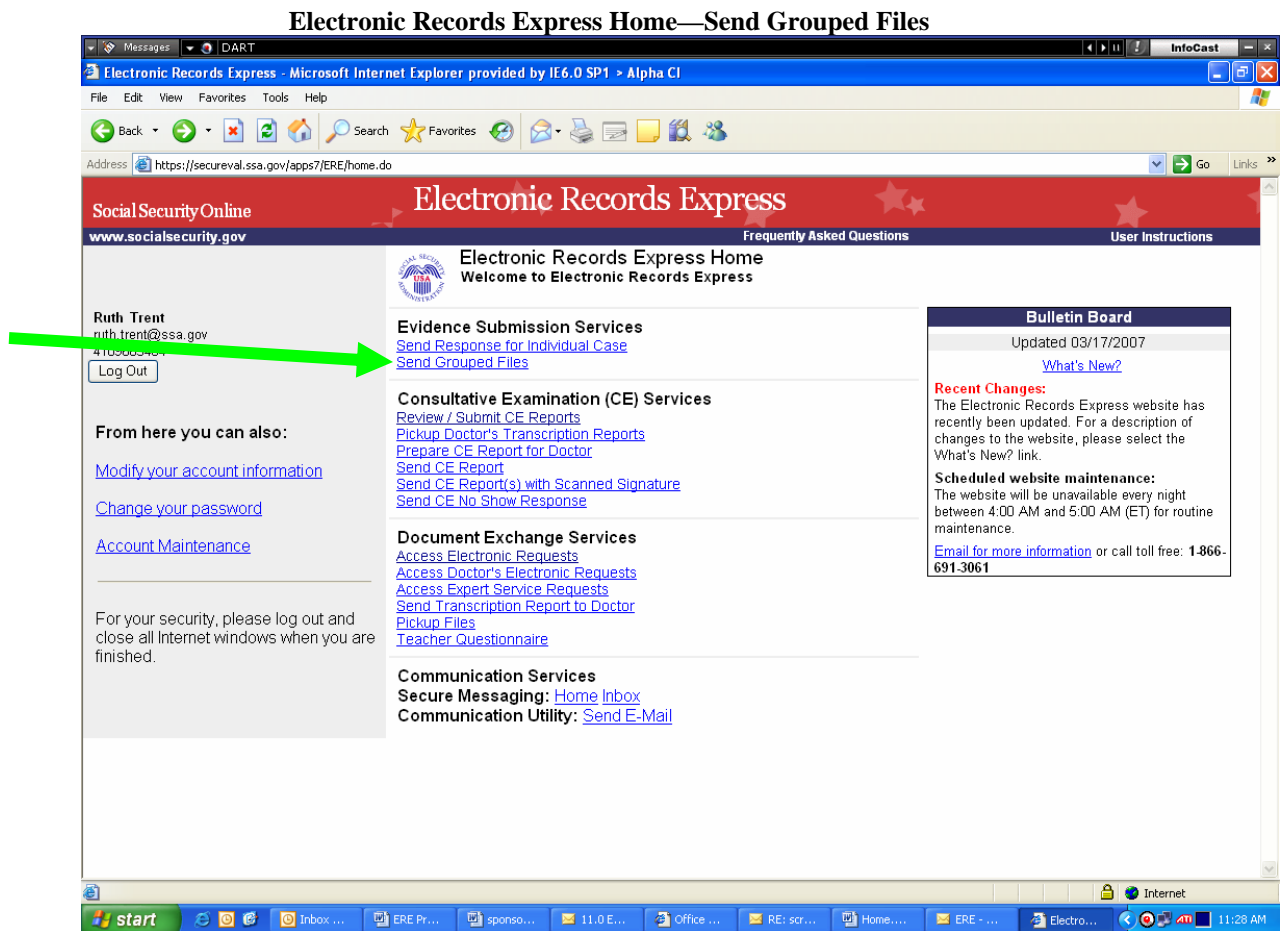 Electronic Records Express Home—Send Grouped Files
Messages DART InfoCast
Electronic Records Express - Microsoft Internet Explorer provided by IE6.0 SP1 > Alpha CI
File Edit View Favorites Tools Help
Back Search Favorites
Address https://secureval.ssa.gov/apps7/ERE/home.do Go Links »
Social Security Online
Electronic Records Express
www.socialsecurity.gov Frequently Asked Questions User Instructions
SOCIAL SECURITY ADMINISTRATION USA
Electronic Records Express Home
Welcome to Electronic Records Express
Ruth Trent
ruth.trent@ssa.gov
Log Out
From here you can also:
Modify your account information
Change your password
Account Maintenance
For your security, please log out and
close all Internet windows when you are
finished.
Evidence Submission Services
Send Response for Individual Case
Send Grouped Files
Consultative Examination (CE) Services
Review / Submit CE Reports
Pickup Doctor's Transcription Reports
Prepare CE Report for Doctor
Send CE Report
Send CE Report(s) with Scanned Signature
Send CE No Show Response
Document Exchange Services
Access Electronic Requests
Access Doctor's Electronic Requests
Access Expert Service Requests
Send Transcription Report to Doctor
Pickup Files
Teacher Questionnaire
Communication Services
Secure Messaging: Home Inbox
Communication Utility: Send E-Mail
Bulletin Board
Updated 03/17/2007
What's New?
Recent Changes:
The Electronic Records Express website has
recently been updated. For a description of
changes to the website, please select the
What's New? link.
Scheduled website maintenance:
The website will be unavailable every night
between 4:00 AM and 5:00 AM (ET) for routine
maintenance.
Email for more information or call toll free: 1-866-
691-3061
Internet
start Inbox ... ERE Pr... sponso... 11.0 E... Office ... RE: scr... Home.... ERE - ... Electro... 11:28 AM